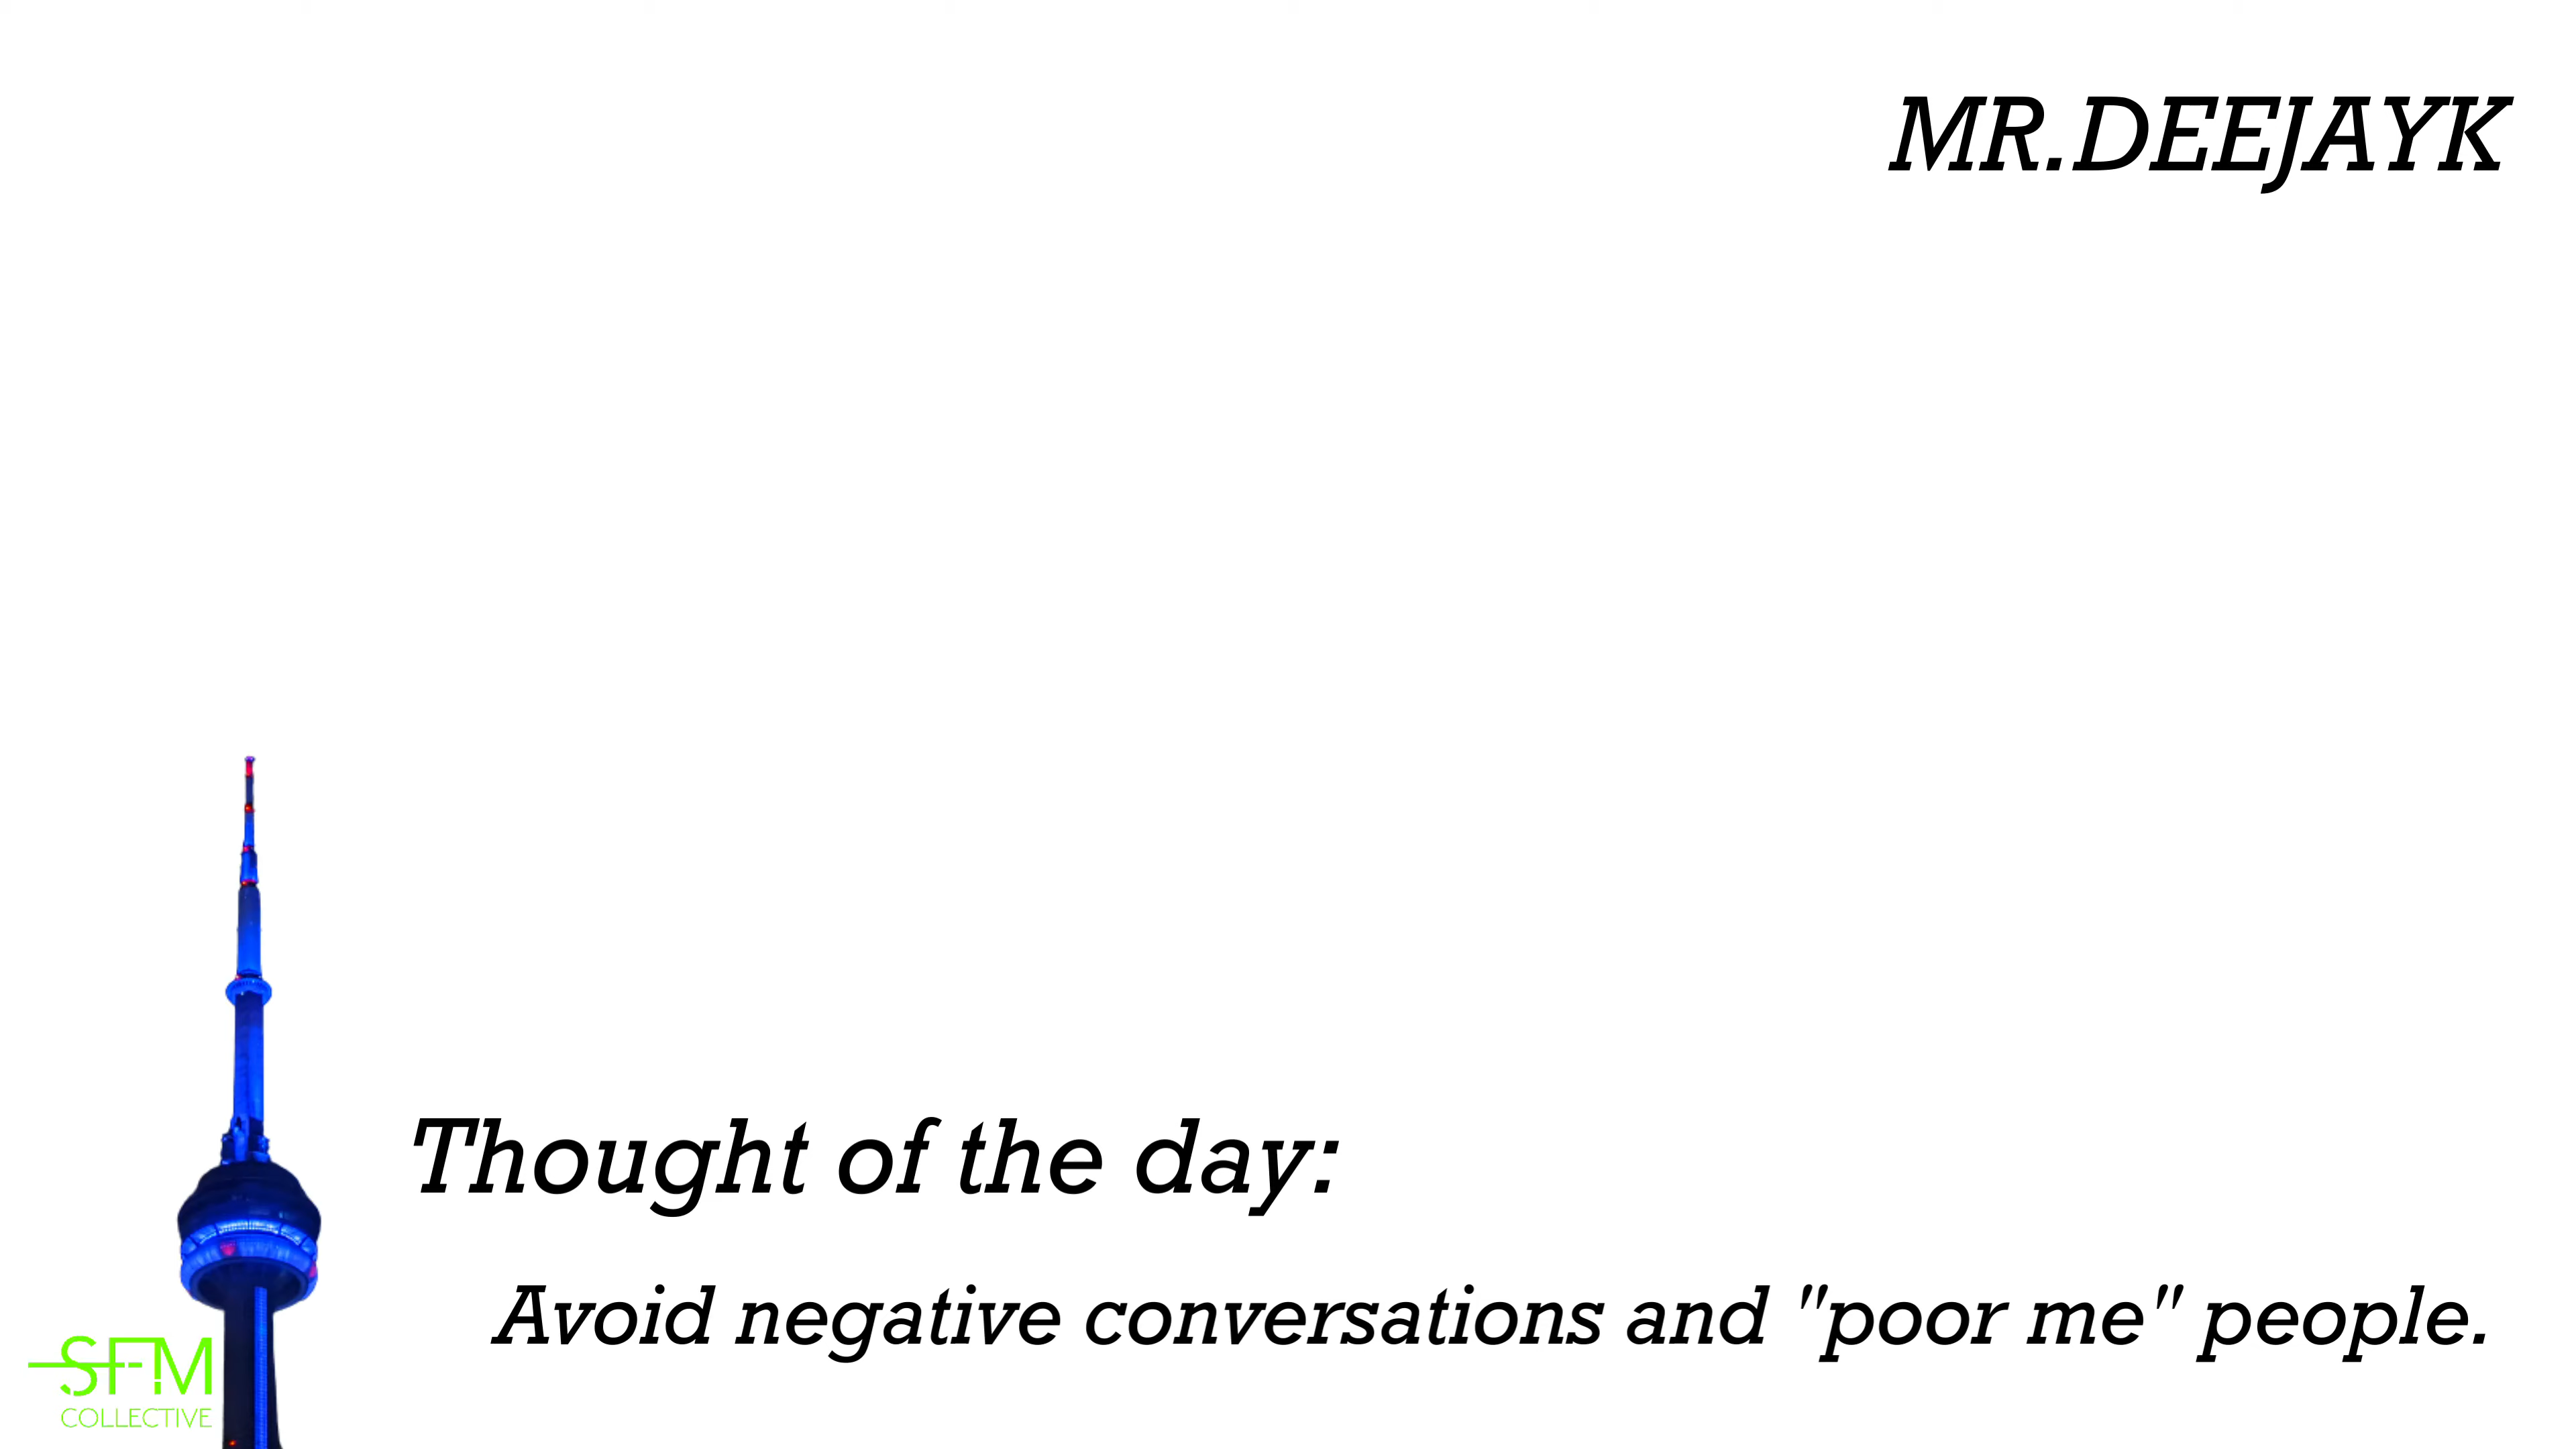 MR.DEEJAYK
Thought of the day:
Avoid negative conversations and "poor me" people.
SFM
COLLECTIVE